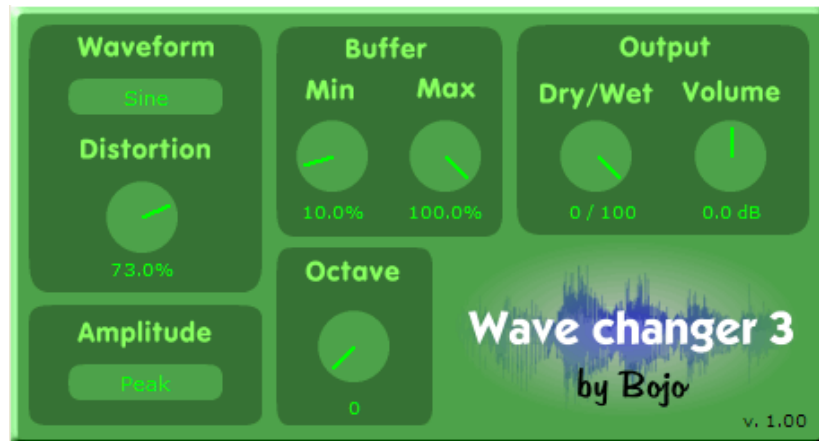 Waveform
Sine
Distortion
73.0%
Amplitude
Peak
Buffer
Min Max
10.0% 100.0%
Octave
0
Output
Dry/Wet Volume
0 / 100 0.0 dB
Wave changer 3
by Bojo
v. 1.00